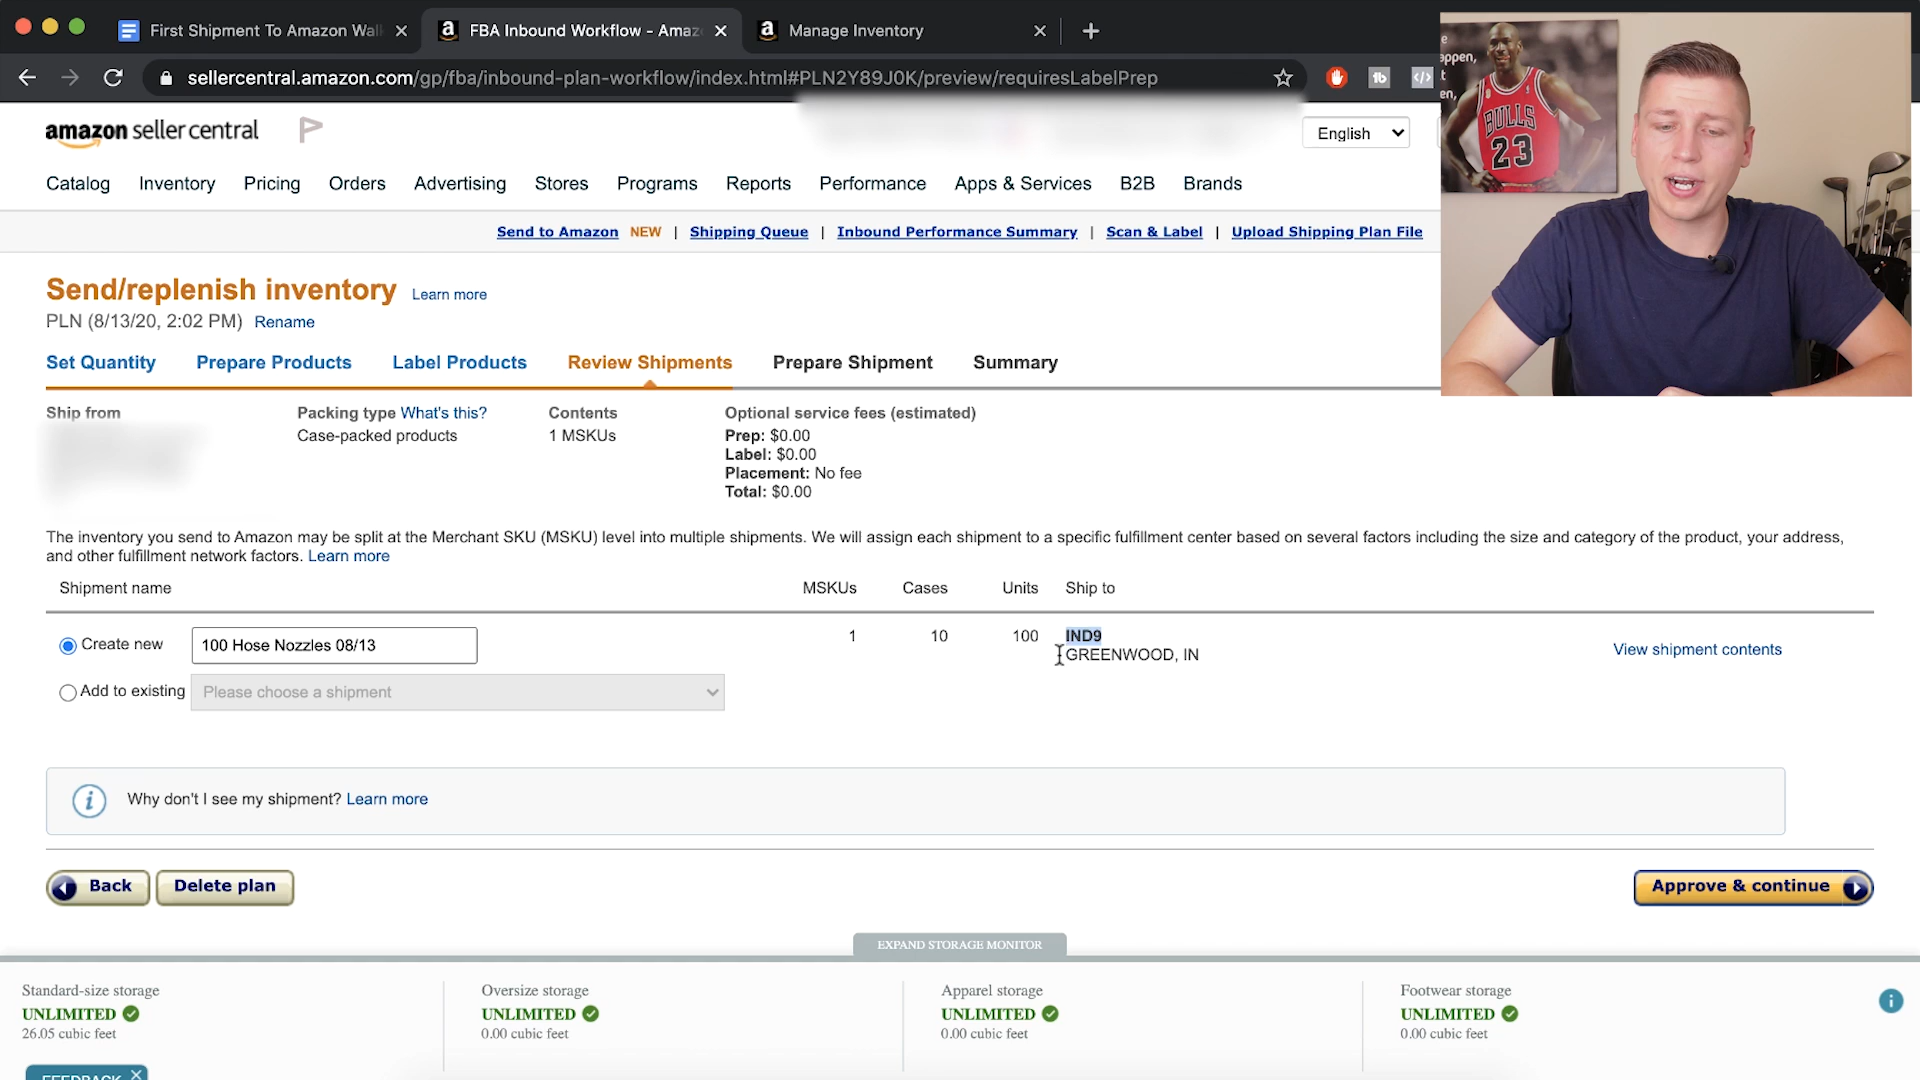 First Shipment To Amazon Wal
FBA Inbound Workflow - Amaz
Manage Inventory
sellercentral.amazon.com/gp/fba/inbound-plan-workflow/index.html#PLN2Y89J0K/preview/requiresLabelPrep
amazon seller central
English
Catalog Inventory Pricing Orders Advertising Stores Programs Reports Performance Apps & Services B2B Brands
Send to Amazon NEW | Shipping Queue | Inbound Performance Summary | Scan & Label | Upload Shipping Plan File
Send/replenish inventory Learn more
PLN (8/13/20, 2:02 PM) Rename
Set Quantity Prepare Products Label Products Review Shipments Prepare Shipment Summary
Ship from
Packing type What's this?
Case-packed products
Contents
1 MSKUs
Optional service fees (estimated)
Prep: $0.00
Label: $0.00
Placement: No fee
Total: $0.00
The inventory you send to Amazon may be split at the Merchant SKU (MSKU) level into multiple shipments. We will assign each shipment to a specific fulfillment center based on several factors including the size and category of the product, your address,
and other fulfillment network factors. Learn more
Shipment name MSKUs Cases Units Ship to
Create new 100 Hose Nozzles 08/13 1 10 100 IND9
GREENWOOD, IN
View shipment contents
Add to existing Please choose a shipment
Why don't I see my shipment? Learn more
Back Delete plan Approve & continue
EXPAND STORAGE MONITOR
Standard-size storage
UNLIMITED
26.05 cubic feet
Oversize storage
UNLIMITED
0.00 cubic feet
Apparel storage
UNLIMITED
0.00 cubic feet
Footwear storage
UNLIMITED
0.00 cubic feet
FEEDBACK
BULLS
23